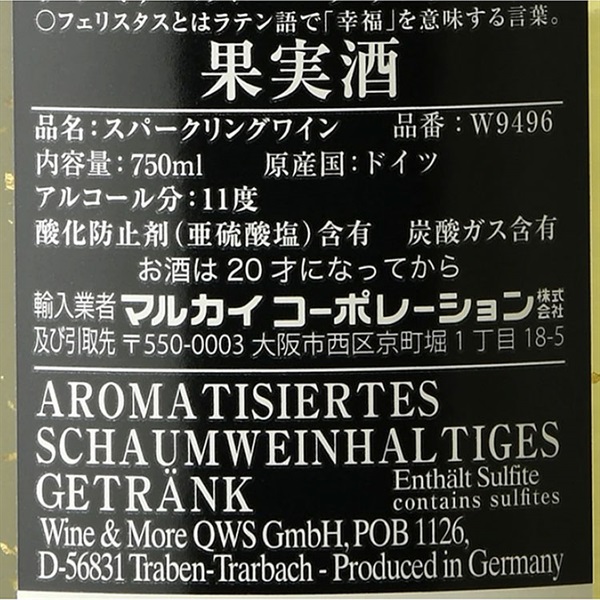 ○フェリスタスとはラテン語で「幸福」を意味する言葉。
果実酒
品名：スパークリングワイン　品番：W9496
内容量：750ml　原産国：ドイツ
アルコール分：11度
酸化防止剤（亜硫酸塩）含有　炭酸ガス含有
お酒は20才になってから
輸入業者 マルカイ コーポレーション 株式会社
及び引取先 〒550-0003 大阪市西区京町堀1丁目18-5
AROMATISIERTES
SCHAUMWEINHALTIGES
GETRÄNK Enthält Sulfite
contains sulfites
Wine & More QWS GmbH, POB 1126,
D-56831 Traben-Trarbach - Produced in Germany